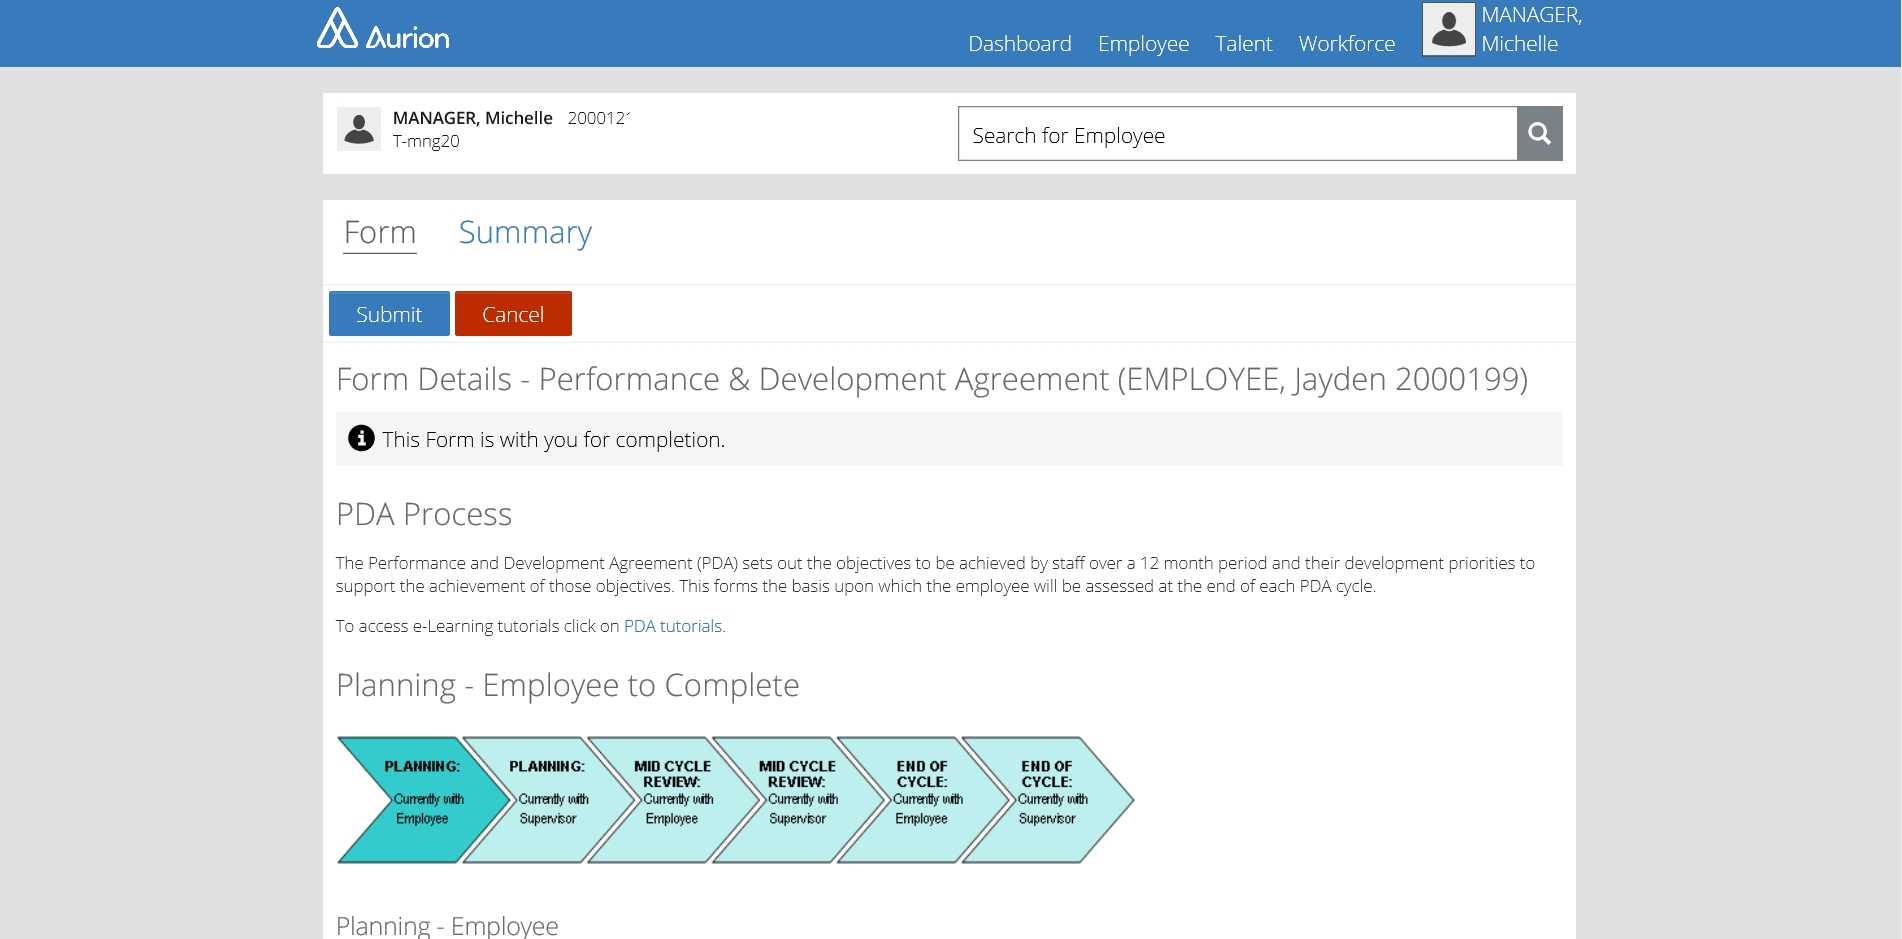 Aurion
Dashboard Employee Talent Workforce
MANAGER,
Michelle
MANAGER, Michelle 200012
T-mng20
Search for Employee
Form Summary
Submit Cancel
Form Details - Performance & Development Agreement (EMPLOYEE, Jayden 2000199)
This Form is with you for completion.
PDA Process
The Performance and Development Agreement (PDA) sets out the objectives to be achieved by staff over a 12 month period and their development priorities to
support the achievement of those objectives. This forms the basis upon which the employee will be assessed at the end of each PDA cycle.
To access e-Learning tutorials click on PDA tutorials.
Planning - Employee to Complete
PLANNING:
Currently with
Employee
PLANNING:
Currently with
Supervisor
MID CYCLE
REVIEW:
Currently with
Employee
MID CYCLE
REVIEW:
Currently with
Supervisor
END OF
CYCLE:
Currently with
Employee
END OF
CYCLE:
Currently with
Supervisor
Planning - Employee